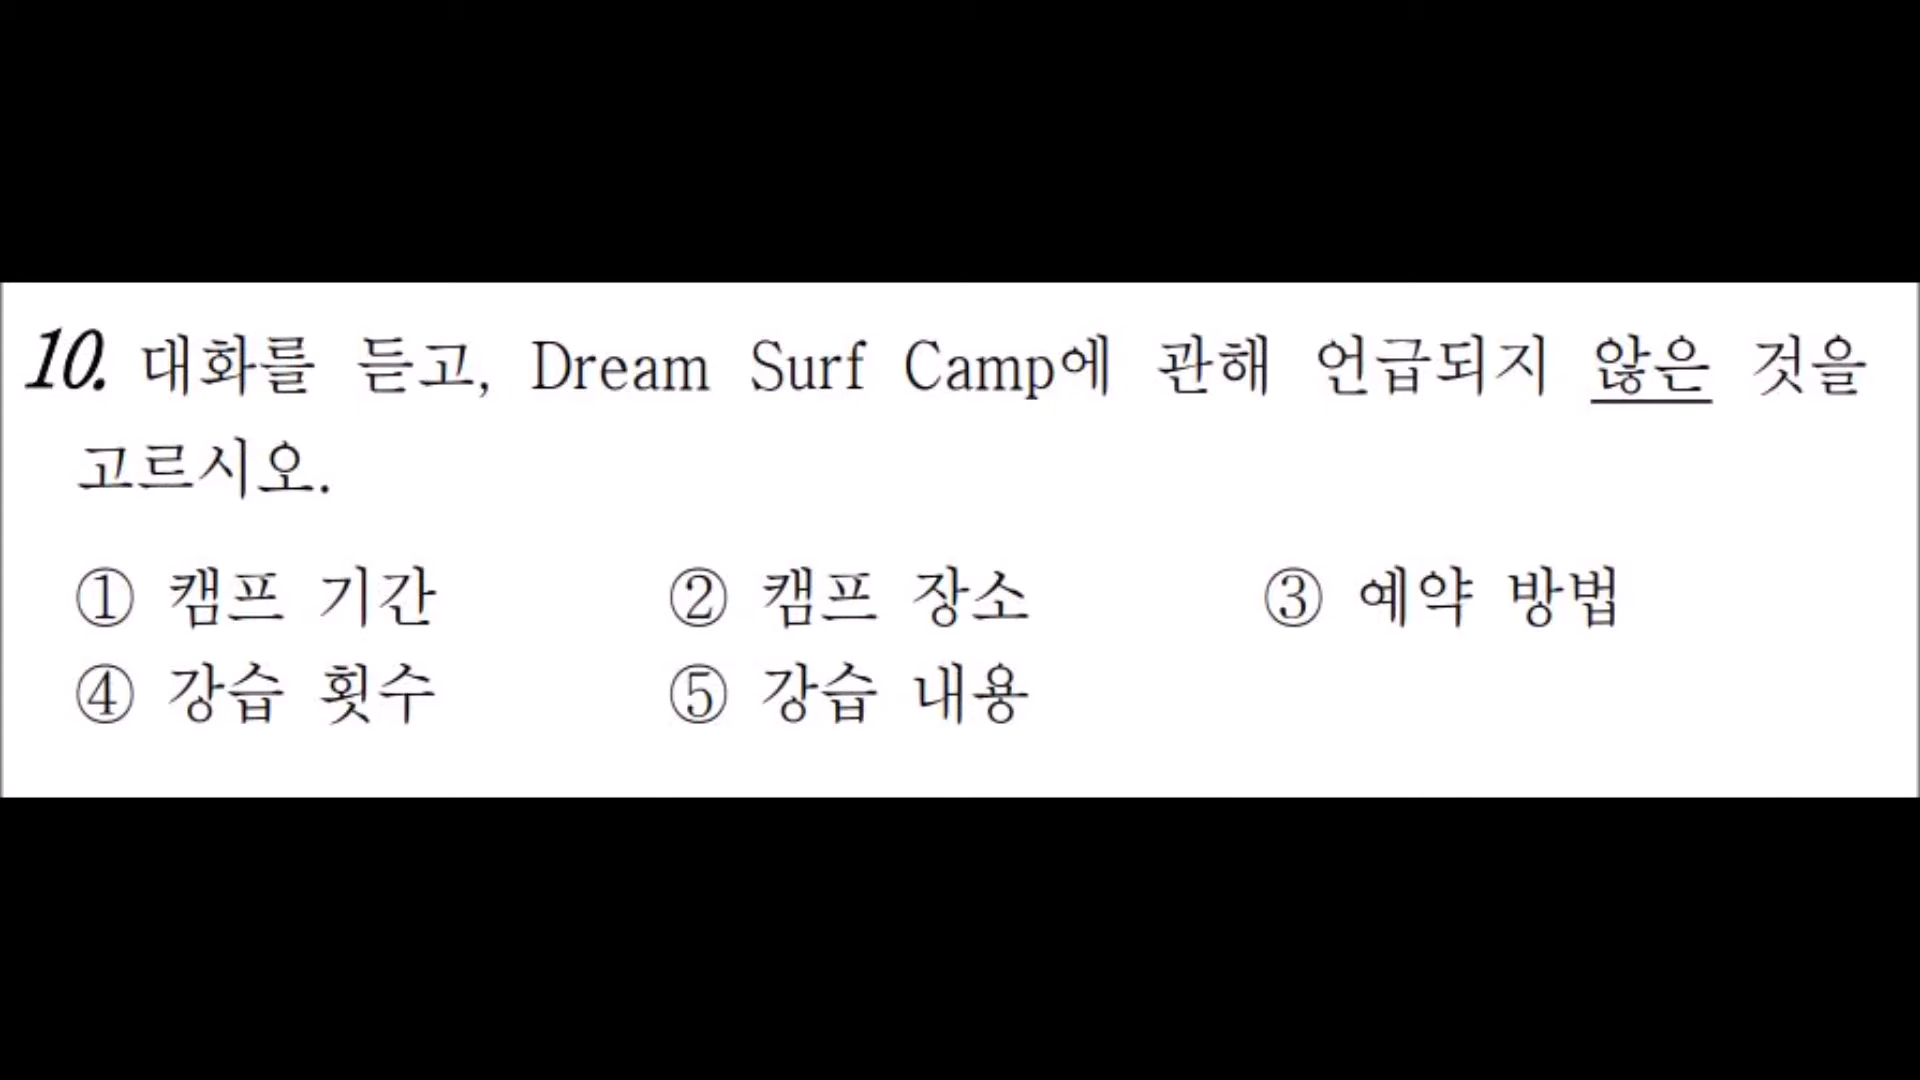 10. 대화를 듣고, Dream Surf Camp에 관해 언급되지 않은 것을
고르시오.
① 캠프 기간 ② 캠프 장소 ③ 예약 방법
④ 강습 횟수 ⑤ 강습 내용